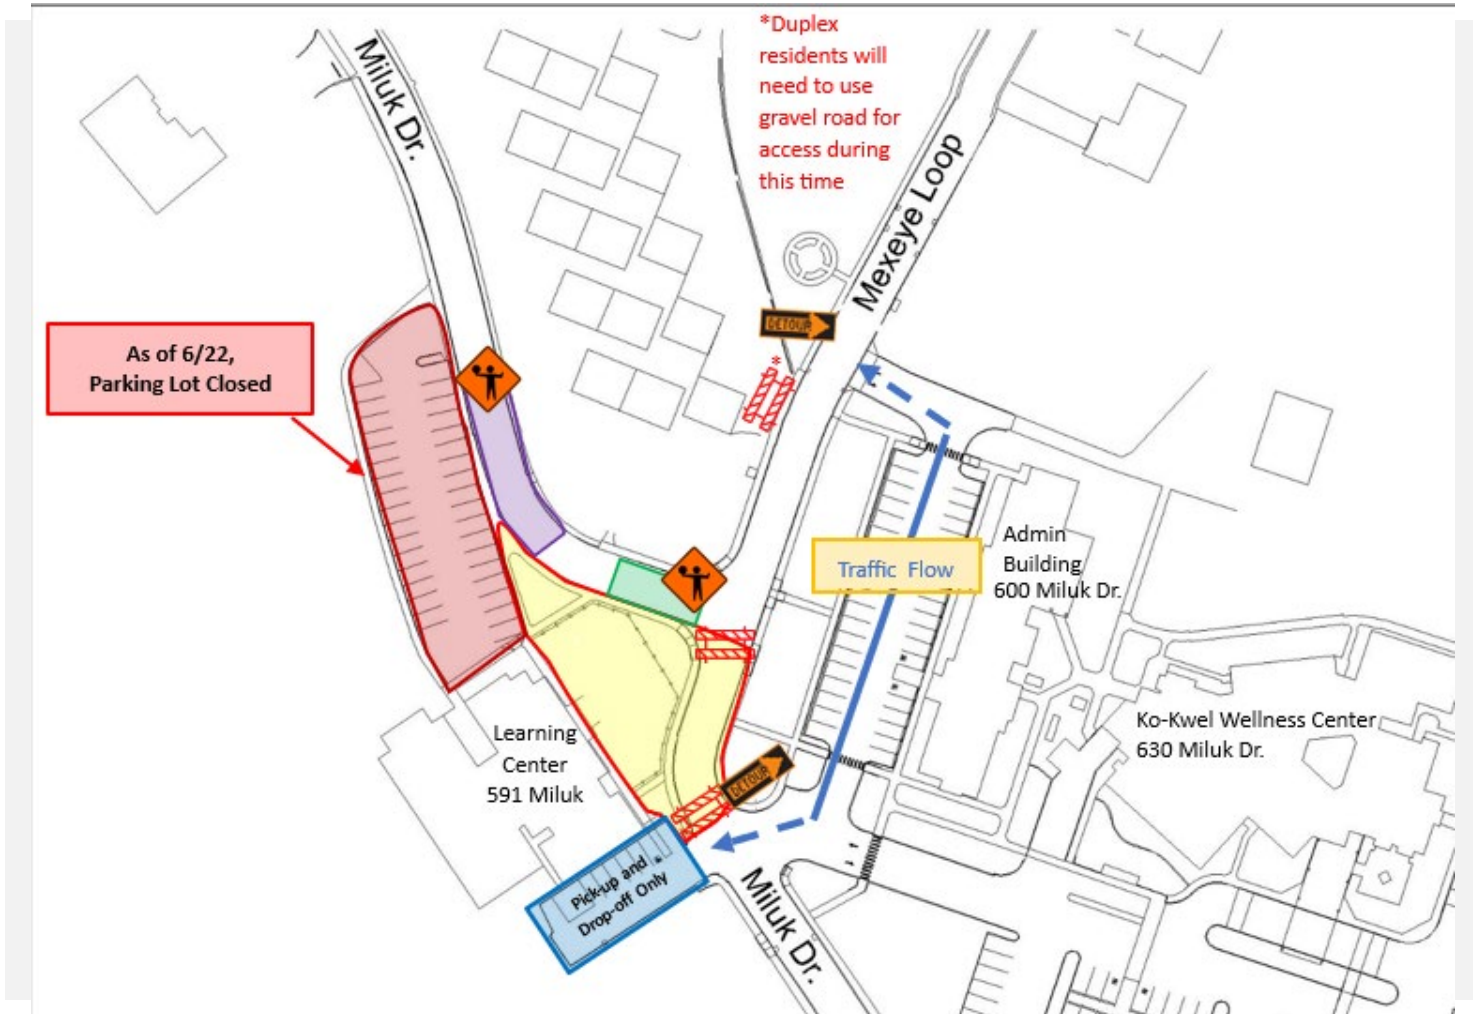 *Duplex
residents will
need to use
gravel road for
access during
this time
Miluk Dr.
Mexeye Loop
DETOUR
As of 6/22,
Parking Lot Closed
Traffic Flow
Admin
Building
600 Miluk Dr.
*
Learning
Center
591 Miluk
Ko-Kwel Wellness Center
630 Miluk Dr.
DETOUR
Pick-up and
Drop-off Only
Miluk Dr.